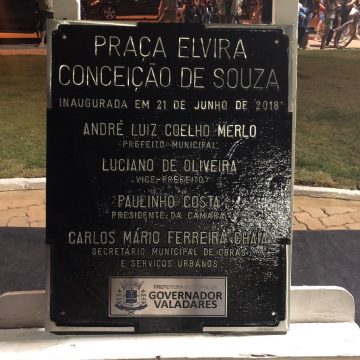 PRAÇA ELVIRA
CONCEIÇÃO DE SOUZA
INAUGURADA EM 21 DE JUNHO DE 2018
ANDRÉ LUIZ COELHO MERLO
PREFEITO MUNICIPAL
LUCIANO DE OLIVEIRA
VICE-PREFEITO
PAULINHO COSTA
PRESIDENTE DA CÂMARA
CARLOS MÁRIO FERREIRA CHAIA
SECRETÁRIO MUNICIPAL DE OBRAS
E SERVIÇOS URBANOS
PREFEITURA MUNICIPAL DE
GOVERNADOR
VALADARES